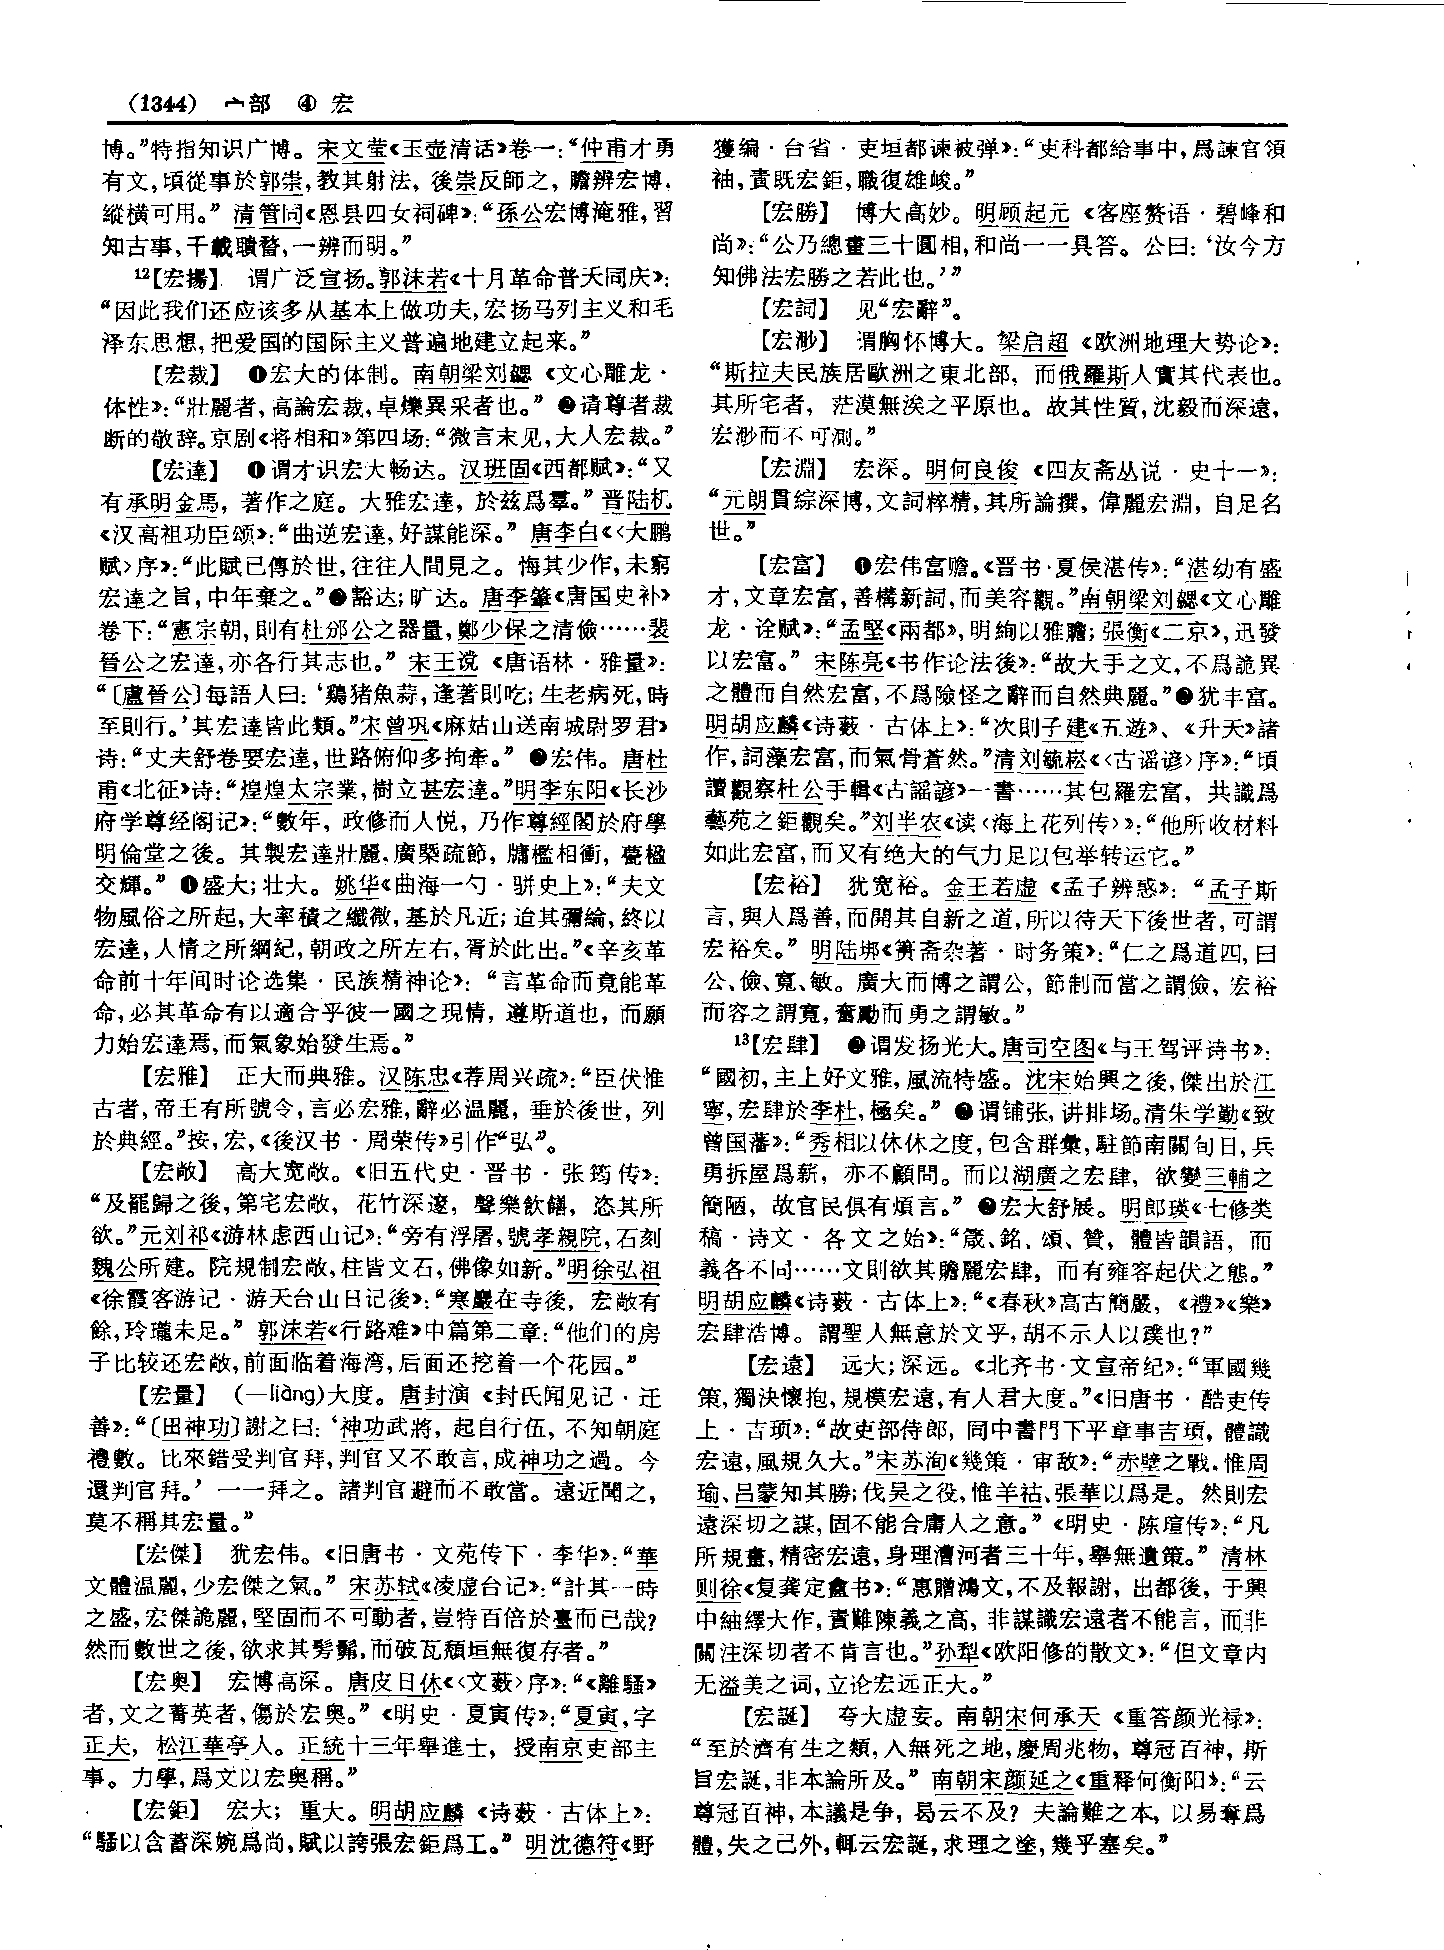 (1344) 宀部 ④ 宏
博。”特指知识广博。宋文莹《玉壶清话》卷一：“仲甫才勇
有文，頃從事於郭崇，教其射法，後崇反師之，贍辨宏博，
縱横可用。”清管同《恩县四女祠碑》：“孫公宏博淹雅，習
知古事，千載聵瞀，一辨而明。”
12【宏揚】 谓广泛宣扬。郭沫若《十月革命普天同庆》：
“因此我们还应该多从基本上做功夫，宏扬马列主义和毛
泽东思想，把爱国的国际主义普遍地建立起来。”
【宏裁】 ❶宏大的体制。南朝梁刘勰《文心雕龙·
体性》：“壯麗者，高論宏裁，卓爍異采者也。”❷请尊者裁
断的敬辞。京剧《将相和》第四场：“微言末见，大人宏裁。”
【宏達】 ❶谓才识宏大畅达。汉班固《西都赋》：“又
有承明金馬，著作之庭。大雅宏達，於兹爲羣。”晋陆机
《汉高祖功臣颂》：“曲逆宏達，好謀能深。”唐李白《〈大鹏
赋〉序》：“此賦已傳於世，往往人間見之。悔其少作，未窮
宏達之旨，中年棄之。”❷豁达；旷达。唐李肇《唐国史补》
卷下：“憲宗朝，則有杜邠公之器量，鄭少保之清儉……裴
晉公之宏達，亦各行其志也。”宋王谠《唐语林·雅量》：
“〔盧晉公〕每語人曰：‘鷄猪魚蒜，逢著則吃；生老病死，時
至則行。’其宏達皆此類。”宋曾巩《麻姑山送南城尉罗君》
诗：“丈夫舒卷要宏達，世路俯仰多拘牽。”❸宏伟。唐杜
甫《北征》诗：“煌煌太宗業，樹立甚宏達。”明李东阳《长沙
府学尊经阁记》：“數年，政修而人悦，乃作尊經閣於府學
明倫堂之後。其製宏達壯麗，廣槩疏節，牗檻相衝，甍楹
交輝。”❹盛大；壮大。姚华《曲海一勺·骈史上》：“夫文
物風俗之所起，大率積之纖微，基於凡近；迨其彌綸，終以
宏達，人情之所綱紀，朝政之所左右，胥於此出。”《辛亥革
命前十年间时论选集·民族精神论》：“言革命而竟能革
命，必其革命有以適合乎彼一國之現情，遵斯道也，而願
力始宏達焉，而氣象始發生焉。”
【宏雅】 正大而典雅。汉陈忠《荐周兴疏》：“臣伏惟
古者，帝王有所號令，言必宏雅，辭必温麗，垂於後世，列
於典經。”按，宏，《後汉书·周荣传》引作“弘”。
【宏敞】 高大宽敞。《旧五代史·晋书·张筠传》：
“及罷歸之後，第宅宏敞，花竹深邃，聲樂飲饍，恣其所
欲。”元刘祁《游林虑西山记》：“旁有浮屠，號孝親院，石刻
魏公所建。院規制宏敞，柱皆文石，佛像如新。”明徐弘祖
《徐霞客游记·游天台山日记後》：“寒巖在寺後，宏敞有
餘，玲瓏未足。”郭沫若《行路难》中篇第二章：“他们的房
子比较还宏敞，前面临着海湾，后面还挖着一个花园。”
【宏量】 (—liàng)大度。唐封演《封氏闻见记·迁
善》：“〔田神功〕謝之曰：‘神功武將，起自行伍，不知朝庭
禮數。比來錯受判官拜，判官又不敢言，成神功之過。今
還判官拜。’一一拜之。諸判官避而不敢當。遠近聞之，
莫不稱其宏量。”
【宏傑】 犹宏伟。《旧唐书·文苑传下·李华》：“華
文體温麗，少宏傑之氣。”宋苏轼《凌虚台记》：“計其一時
之盛，宏傑詭麗，堅固而不可動者，豈特百倍於臺而已哉？
然而數世之後，欲求其髣髴，而破瓦頽垣無復存者。”
【宏奥】 宏博高深。唐皮日休《〈文薮〉序》：“《離騷》
者，文之菁英者，傷於宏奥。”《明史·夏寅传》：“夏寅，字
正夫，松江華亭人。正統十三年舉進士，授南京吏部主
事。力學，爲文以宏奥稱。”
【宏鉅】 宏大；重大。明胡应麟《诗薮·古体上》：
“騷以含蓄深婉爲尚，賦以誇張宏鉅爲工。”明沈德符《野
獲编·台省·吏垣都谏被弹》：“吏科都給事中，爲諫官領
袖，責既宏鉅，職復雄峻。”
【宏勝】 博大高妙。明顾起元《客座赘语·碧峰和
尚》：“公乃總畫三十圓相，和尚一一具答。公曰：‘汝今方
知佛法宏勝之若此也。’”
【宏詞】 见“宏辭”。
【宏渺】 谓胸怀博大。梁启超《欧洲地理大势论》：
“斯拉夫民族居歐洲之東北部，而俄羅斯人實其代表也。
其所宅者，茫漠無涘之平原也。故其性質，沈毅而深遠，
宏渺而不可測。”
【宏淵】 宏深。明何良俊《四友斋丛说·史十一》：
“元朗貫綜深博，文詞粹精，其所論撰，偉麗宏淵，自足名
世。”
【宏富】 ❶宏伟富赡。《晋书·夏侯湛传》：“湛幼有盛
才，文章宏富，善構新詞，而美容觀。”南朝梁刘勰《文心雕
龙·诠赋》：“孟堅《兩都》，明絢以雅贍；張衡《二京》，迅發
以宏富。”宋陈亮《书作论法後》：“故大手之文，不爲詭異
之體而自然宏富，不爲險怪之辭而自然典麗。”❷犹丰富。
明胡应麟《诗薮·古体上》：“次則子建《五遊》、《升天》諸
作，詞藻宏富，而氣骨蒼然。”清刘毓崧《〈古谣谚〉序》：“頃
讀觀察杜公手輯《古謡諺》一書……其包羅宏富，共識爲
藝苑之鉅觀矣。”刘半农《读〈海上花列传〉》：“他所收材料
如此宏富，而又有绝大的气力足以包举转运它。”
【宏裕】 犹宽裕。金王若虚《孟子辨惑》：“孟子斯
言，與人爲善，而開其自新之道，所以待天下後世者，可謂
宏裕矣。”明陆垹《篑斋杂著·时务策》：“仁之爲道四，曰
公、儉、寬、敏。廣大而博之謂公，節制而當之謂儉，宏裕
而容之謂寬，奮勵而勇之謂敏。”
13【宏肆】 ❶谓发扬光大。唐司空图《与王驾评诗书》：
“國初，主上好文雅，風流特盛。沈宋始興之後，傑出於江
寧，宏肆於李杜，極矣。”❷谓铺张，讲排场。清朱学勤《致
曾国藩》：“秀相以休休之度，包含群彙，駐節南關旬日，兵
勇拆屋爲薪，亦不顧問。而以湖廣之宏肆，欲變三輔之
簡陋，故官民俱有煩言。”❸宏大舒展。明郎瑛《七修类
稿·诗文·各文之始》：“箴、銘、頌、贊，體皆韻語，而
義各不同……文則欲其贍麗宏肆，而有雍容起伏之態。”
明胡应麟《诗薮·古体上》：“《春秋》高古簡嚴，《禮》《樂》
宏肆浩博。謂聖人無意於文乎，胡不示人以璞也？”
【宏遠】 远大；深远。《北齐书·文宣帝纪》：“軍國幾
策，獨決懷抱，規模宏遠，有人君大度。”《旧唐书·酷吏传
上·吉顼》：“故吏部侍郎，同中書門下平章事吉頊，體識
宏遠，風規久大。”宋苏洵《幾策·审敌》：“赤壁之戰，惟周
瑜、吕蒙知其勝；伐吴之役，惟羊祜、張華以爲是。然則宏
遠深切之謀，固不能合庸人之意。”《明史·陈瑄传》：“凡
所規畫，精密宏遠，身理漕河者三十年，舉無遺策。”清林
则徐《复龚定盦书》：“惠贈鴻文，不及報謝，出都後，于興
中紬繹大作，責難陳義之高，非謀識宏遠者不能言，而非
關注深切者不肯言也。”孙犁《欧阳修的散文》：“但文章内
无溢美之词，立论宏远正大。”
【宏誕】 夸大虚妄。南朝宋何承天《重答颜光禄》：
“至於濟有生之類，入無死之地，慶周兆物，尊冠百神，斯
旨宏誕，非本論所及。”南朝宋颜延之《重释何衡阳》：“云
尊冠百神，本議是争，曷云不及？夫論難之本，以易奪爲
體，失之己外，輒云宏誕，求理之塗，幾乎塞矣。”